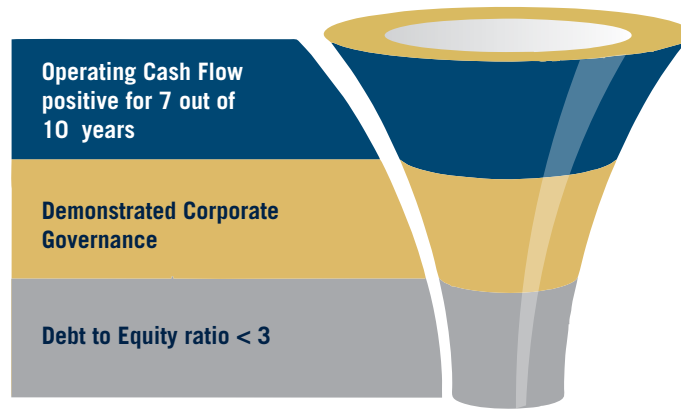 Operating Cash Flow
positive for 7 out of
10 years
Demonstrated Corporate
Governance
Debt to Equity ratio < 3